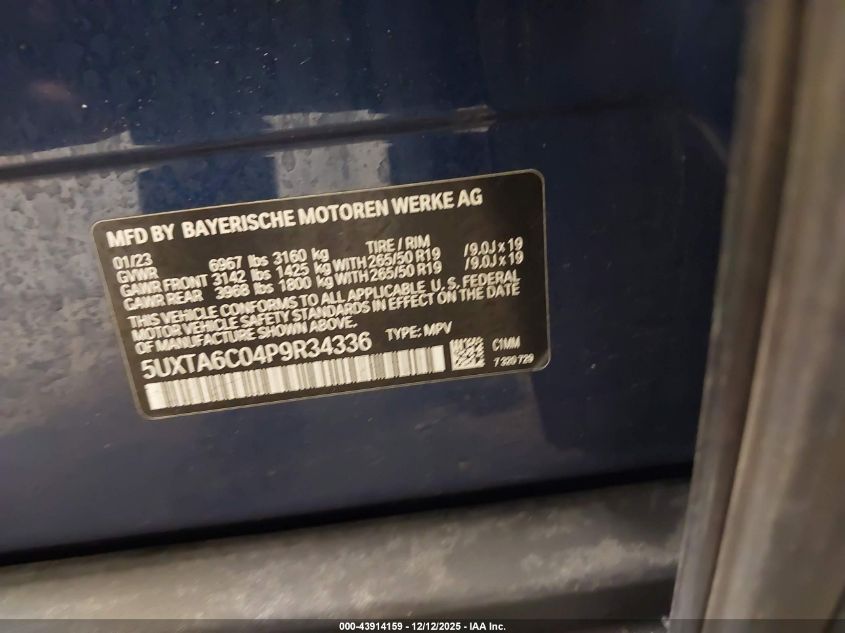 MFD BY BAYERISCHE MOTOREN WERKE AG
01/23 TIRE / RIM
GVWR 6967 lbs 3160 kg
GAWR FRONT 3142 lbs 1425 kg WITH 265/50 R19 /9.0J x 19
GAWR REAR 3968 lbs 1800 kg WITH 265/50 R19 /9.0J x 19
THIS VEHICLE CONFORMS TO ALL APPLICABLE U. S. FEDERAL
MOTOR VEHICLE SAFETY STANDARDS IN EFFECT ON THE DATE
OF MANUFACTURE SHOWN ABOVE.
5UXTA6C04P9R34336 TYPE: MPV
C1MM
7 320 729
000-43914159 - 12/12/2025 - IAA Inc.